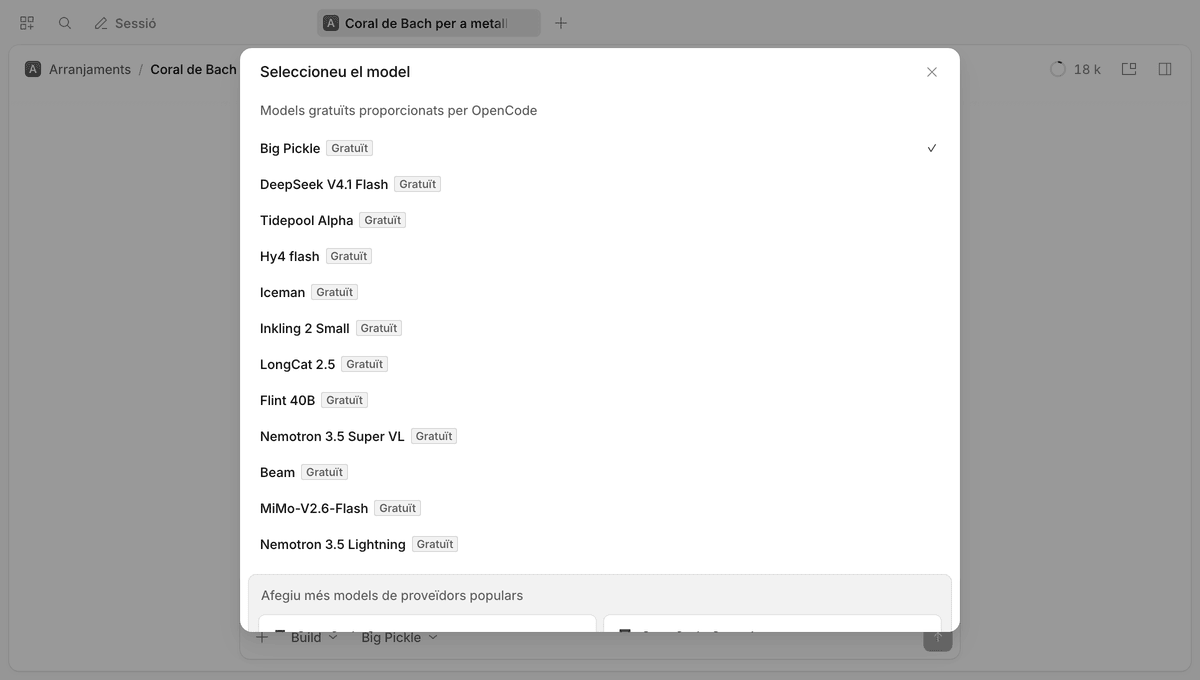 Sessió
A Coral de Bach per a metall
A Arranjaments / Coral de Bach
18 k
Seleccioneu el model
Models gratuïts proporcionats per OpenCode
Big Pickle Gratuït
DeepSeek V4.1 Flash Gratuït
Tidepool Alpha Gratuït
Hy4 flash Gratuït
Iceman Gratuït
Inkling 2 Small Gratuït
LongCat 2.5 Gratuït
Flint 40B Gratuït
Nemotron 3.5 Super VL Gratuït
Beam Gratuït
MiMo-V2.6-Flash Gratuït
Nemotron 3.5 Lightning Gratuït
Afegiu més models de proveïdors populars
Build Big Pickle